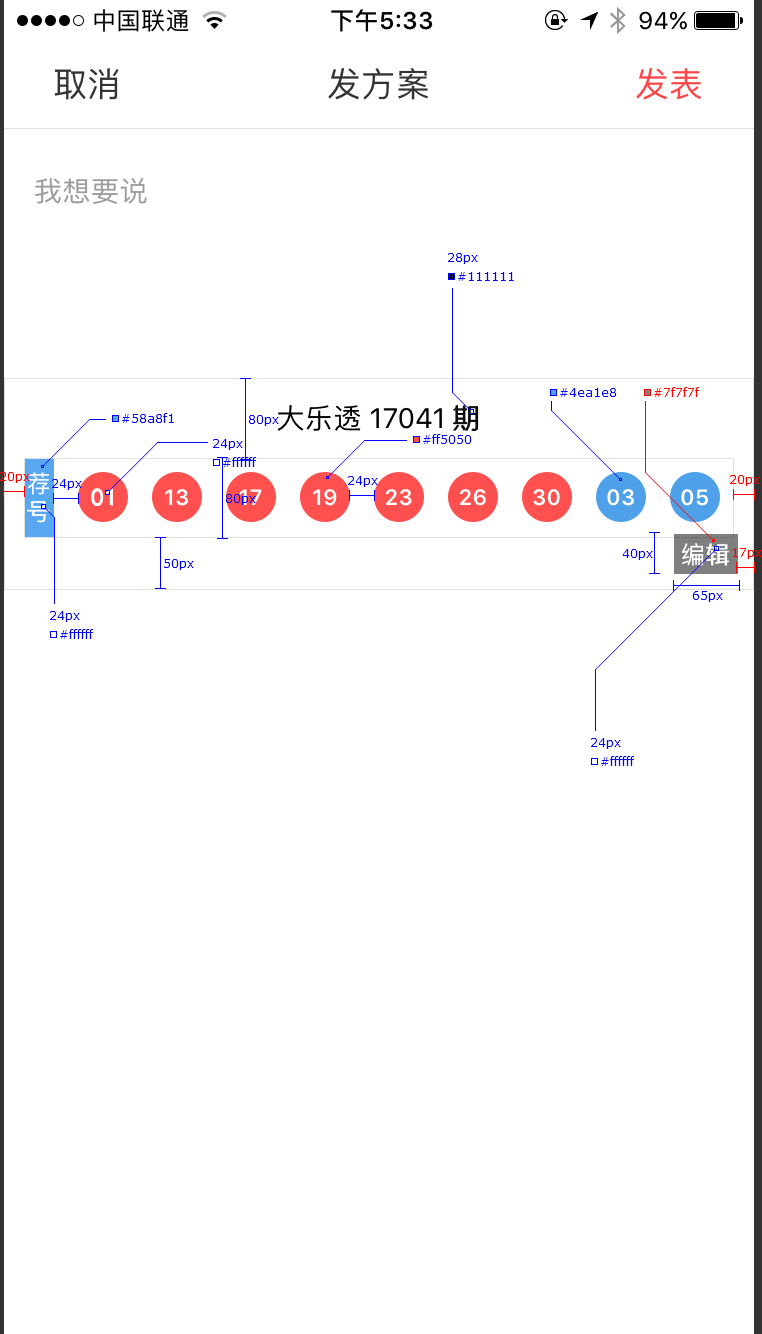 中国联通 下午5:33 94%
取消 发方案 发表
我想要说
28px
#111111
#4ea1e8 #7f7f7f
#58a8f1 80px 大乐透 17041 期
24px #ff5050
#ffffff
20px 荐 24px 24px 20px
01 13 17 19 23 26 30 03 05
80px
号
50px 40px 编辑 17px
65px
24px
#ffffff
24px
#ffffff